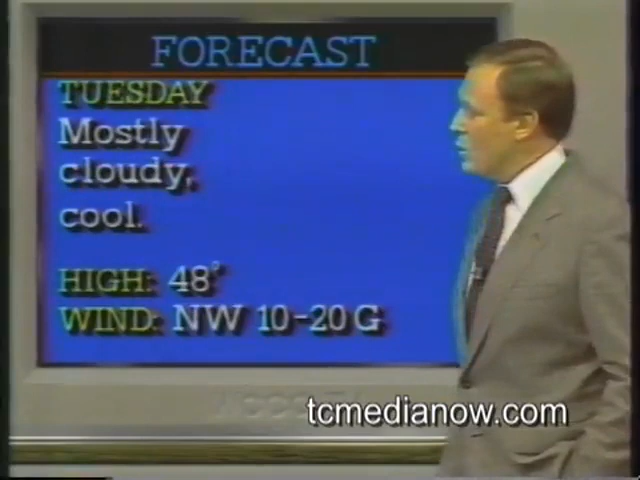 FORECAST
TUESDAY
Mostly
cloudy,
cool.
HIGH: 48°
WIND: NW 10-20 G
tcmedianow.com